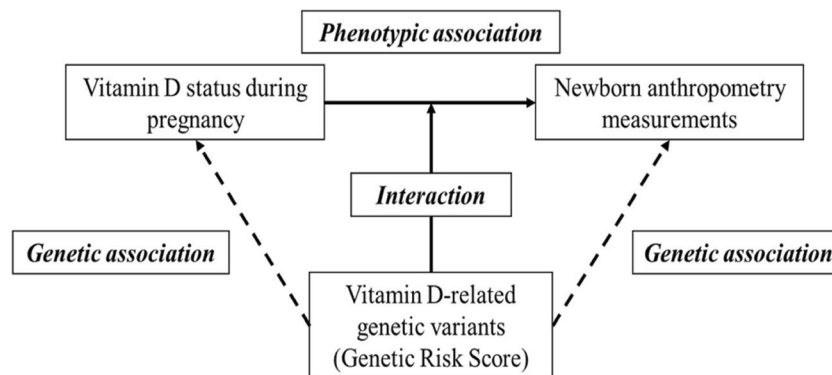 Phenotypic association
Vitamin D status during
pregnancy
Newborn anthropometry
measurements
Interaction
Genetic association
Genetic association
Vitamin D-related
genetic variants
(Genetic Risk Score)